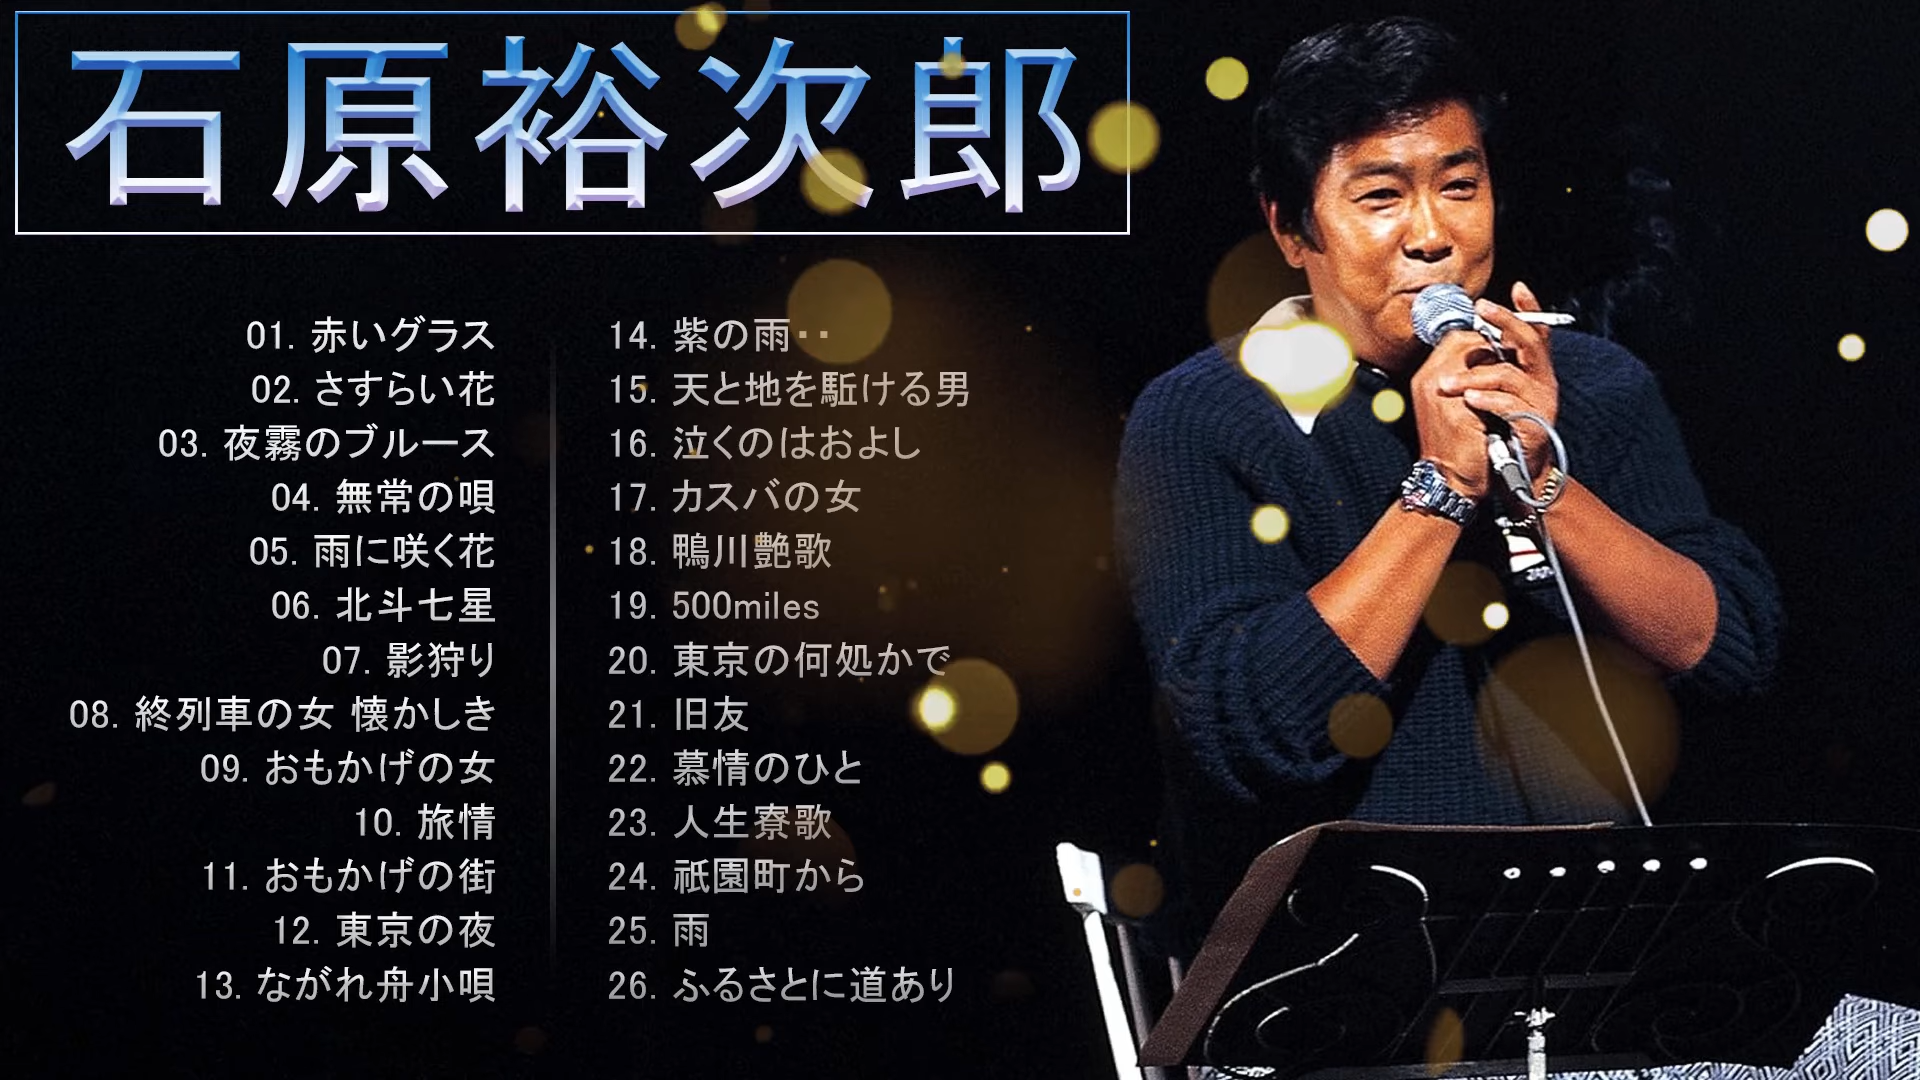 石原裕次郎
01. 赤いグラス
02. さすらい花
03. 夜霧のブルース
04. 無常の唄
05. 雨に咲く花
06. 北斗七星
07. 影狩り
08. 終列車の女 懐かしき
09. おもかげの女
10. 旅情
11. おもかげの街
12. 東京の夜
13. ながれ舟小唄
14. 紫の雨・・
15. 天と地を駈ける男
16. 泣くのはおよし
17. カスバの女
18. 鴨川艶歌
19. 500miles
20. 東京の何処かで
21. 旧友
22. 慕情のひと
23. 人生寮歌
24. 祇園町から
25. 雨
26. ふるさとに道あり